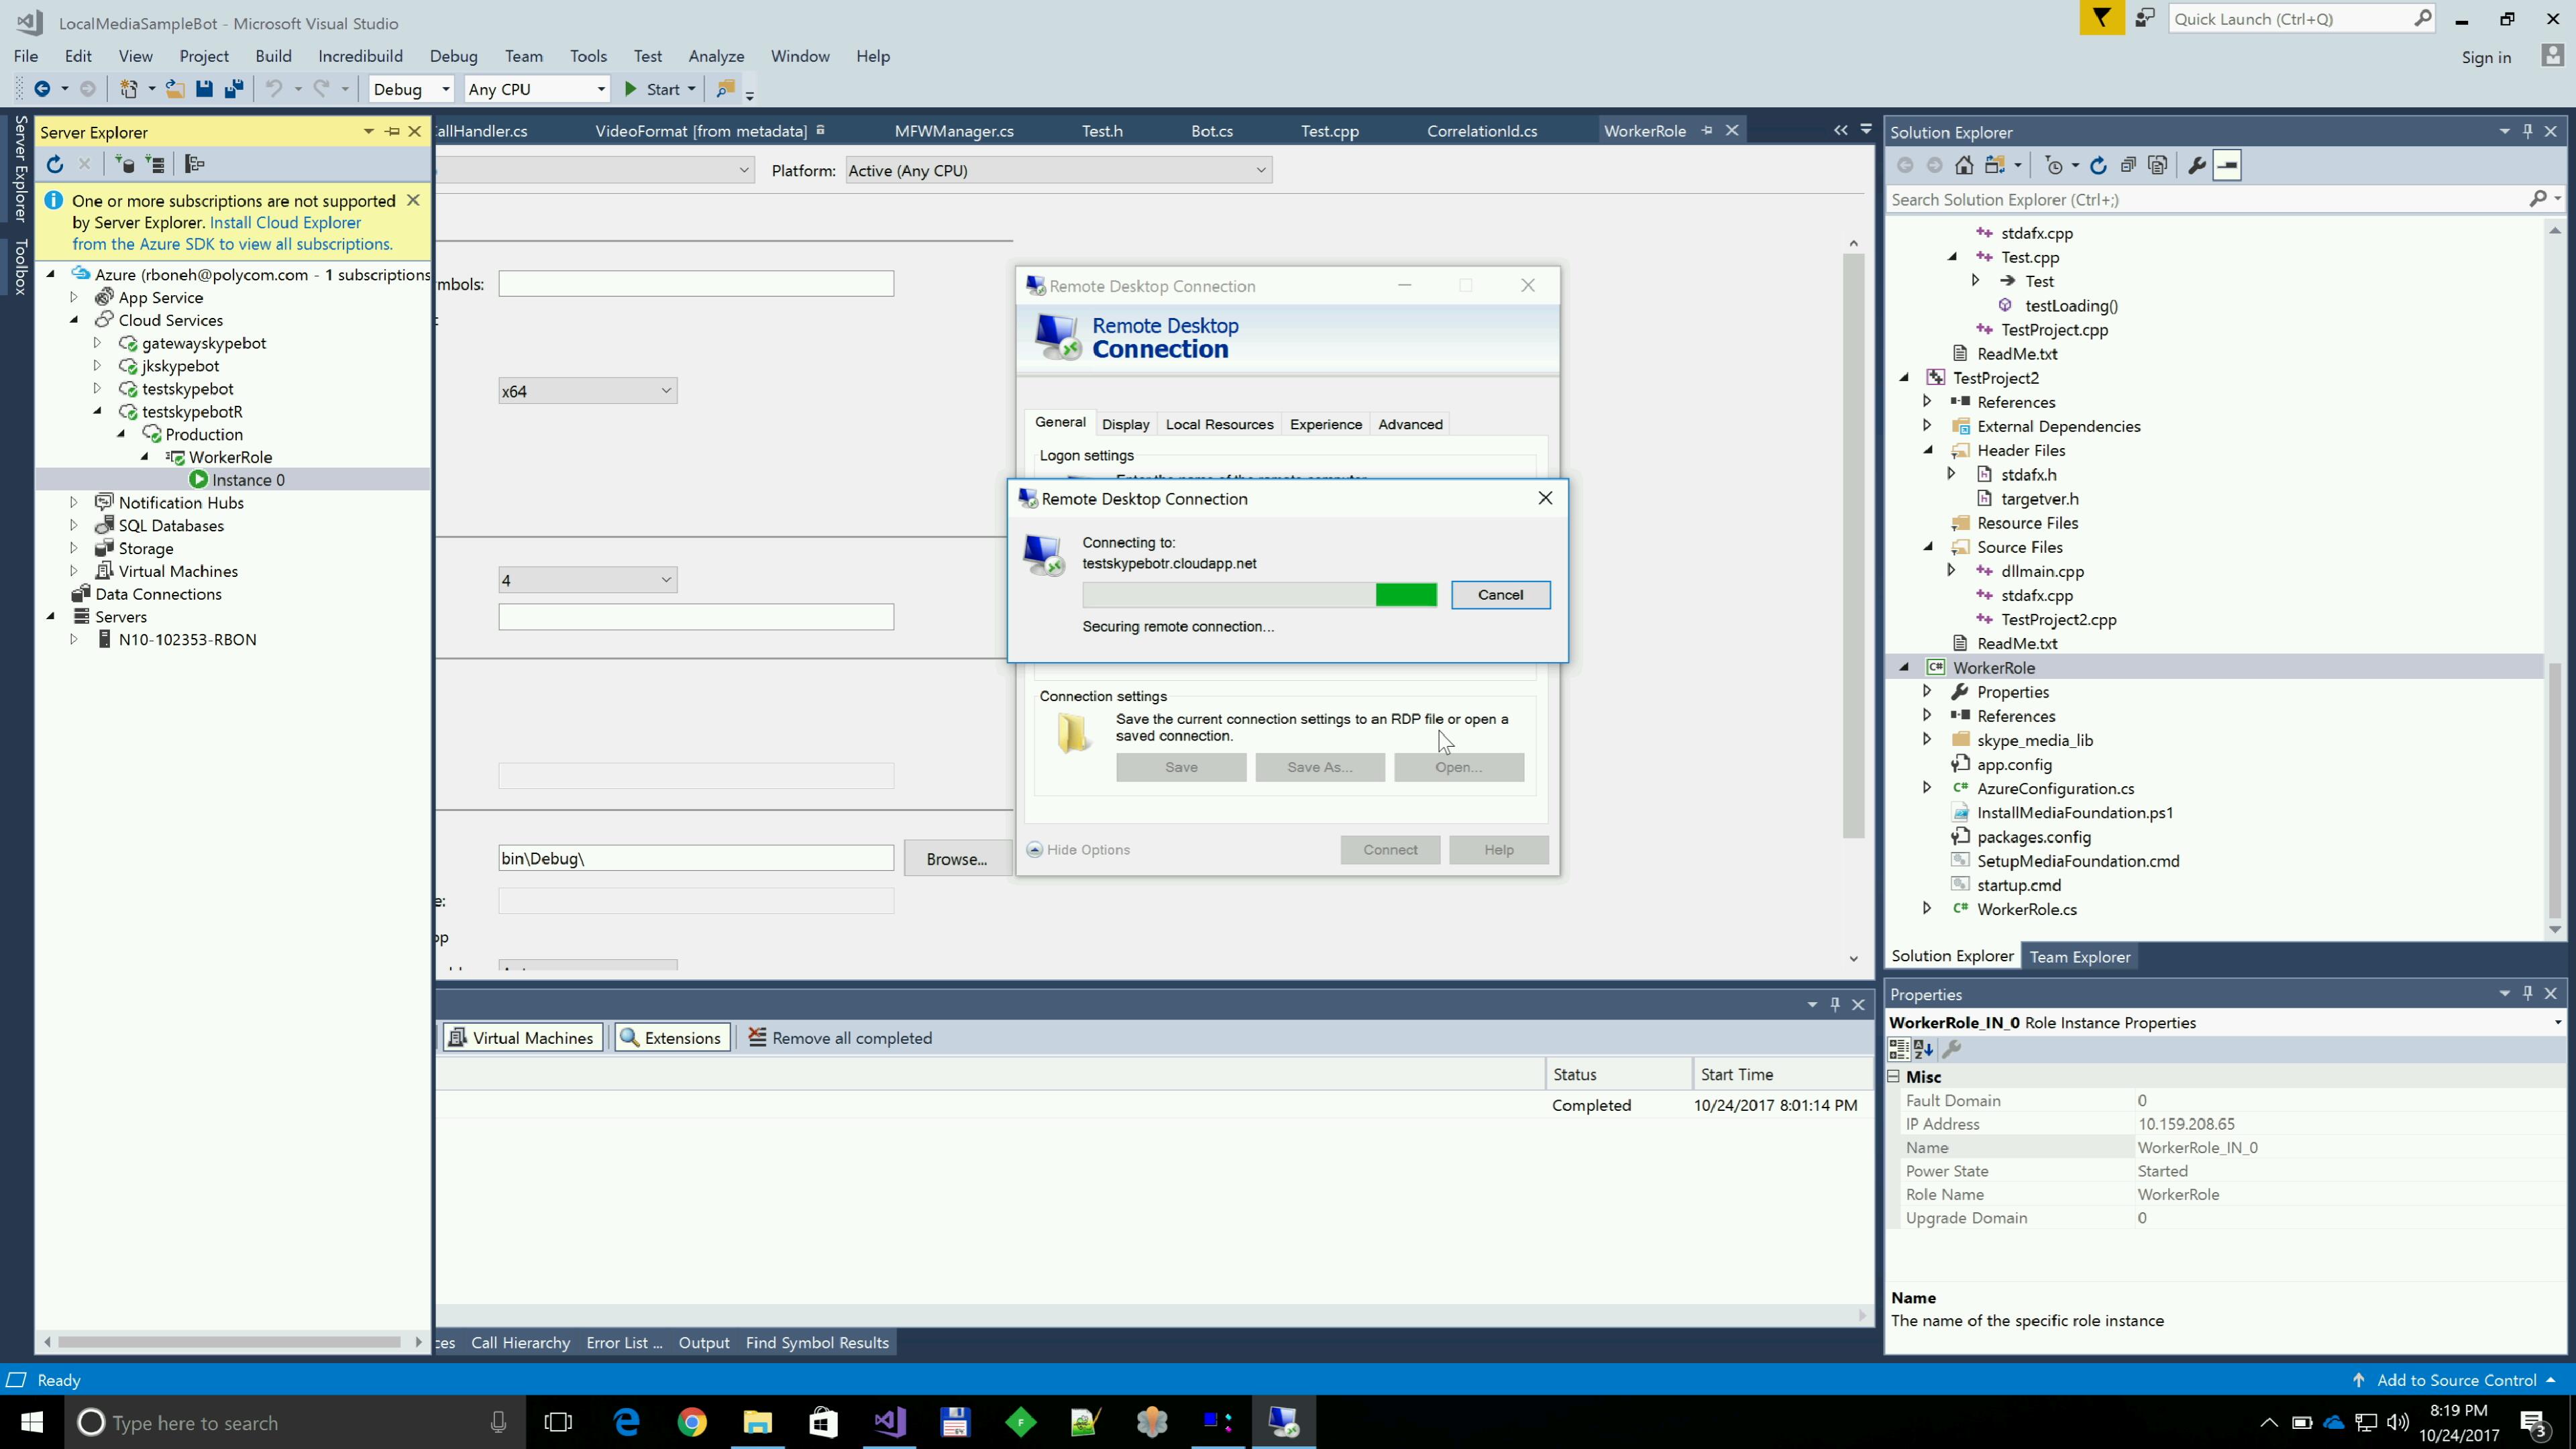 LocalMediaSampleBot - Microsoft Visual Studio
Quick Launch (Ctrl+Q)
File Edit View Project Build Incredibuild Debug Team Tools Test Analyze Window Help
Sign in
Debug Any CPU Start
Server Explorer
Toolbox
Server Explorer
One or more subscriptions are not supported
by Server Explorer. Install Cloud Explorer
from the Azure SDK to view all subscriptions.
Azure (rboneh@polycom.com - 1 subscriptions
App Service
Cloud Services
gatewayskypebot
jkskypebot
testskypebot
testskypebotR
Production
WorkerRole
Instance 0
Notification Hubs
SQL Databases
Storage
Virtual Machines
Data Connections
Servers
N10-102353-RBON
allHandler.cs VideoFormat [from metadata] MFWManager.cs Test.h Bot.cs Test.cpp CorrelationId.cs WorkerRole
Platform: Active (Any CPU)
mbols:
x64
4
bin\Debug\
Browse...
e:
pp
Remote Desktop Connection
Remote Desktop
Connection
General Display Local Resources Experience Advanced
Logon settings
Remote Desktop Connection
Connecting to:
testskypebotr.cloudapp.net
Cancel
Securing remote connection...
Connection settings
Save the current connection settings to an RDP file or open a
saved connection.
Save Save As... Open...
Hide Options
Connect Help
Virtual Machines Extensions Remove all completed
Status Start Time
Completed 10/24/2017 8:01:14 PM
ces Call Hierarchy Error List ... Output Find Symbol Results
Solution Explorer
Search Solution Explorer (Ctrl+;)
stdafx.cpp
Test.cpp
Test
testLoading()
TestProject.cpp
ReadMe.txt
TestProject2
References
External Dependencies
Header Files
stdafx.h
targetver.h
Resource Files
Source Files
dllmain.cpp
stdafx.cpp
TestProject2.cpp
ReadMe.txt
WorkerRole
Properties
References
skype_media_lib
app.config
AzureConfiguration.cs
InstallMediaFoundation.ps1
packages.config
SetupMediaFoundation.cmd
startup.cmd
WorkerRole.cs
Solution Explorer Team Explorer
Properties
WorkerRole_IN_0 Role Instance Properties
Misc
Fault Domain 0
IP Address 10.159.208.65
Name WorkerRole_IN_0
Power State Started
Role Name WorkerRole
Upgrade Domain 0
Name
The name of the specific role instance
Ready
Add to Source Control
Type here to search
8:19 PM
10/24/2017
3